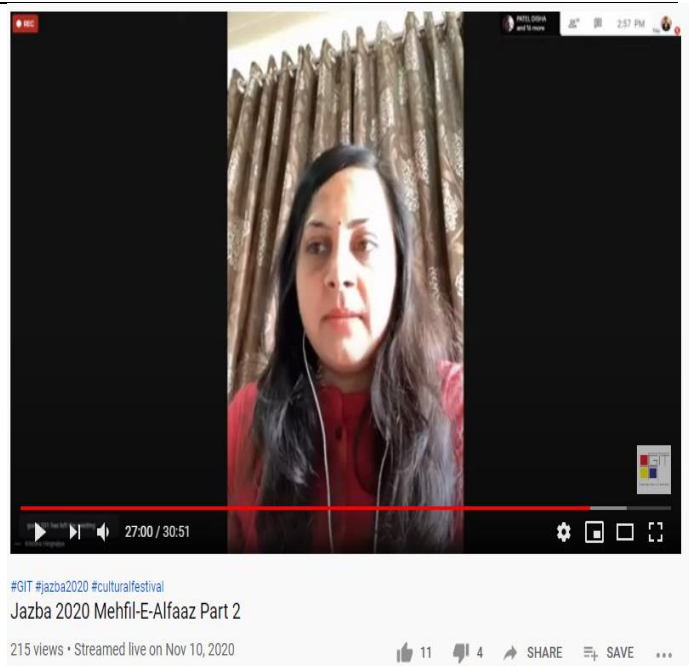 REC
PATEL DISHA
and 16 more
2:57 PM
GIT
27:00 / 30:51
#GIT #jazba2020 #culturalfestival
Jazba 2020 Mehfil-E-Alfaaz Part 2
215 views • Streamed live on Nov 10, 2020
11
4
SHARE
SAVE